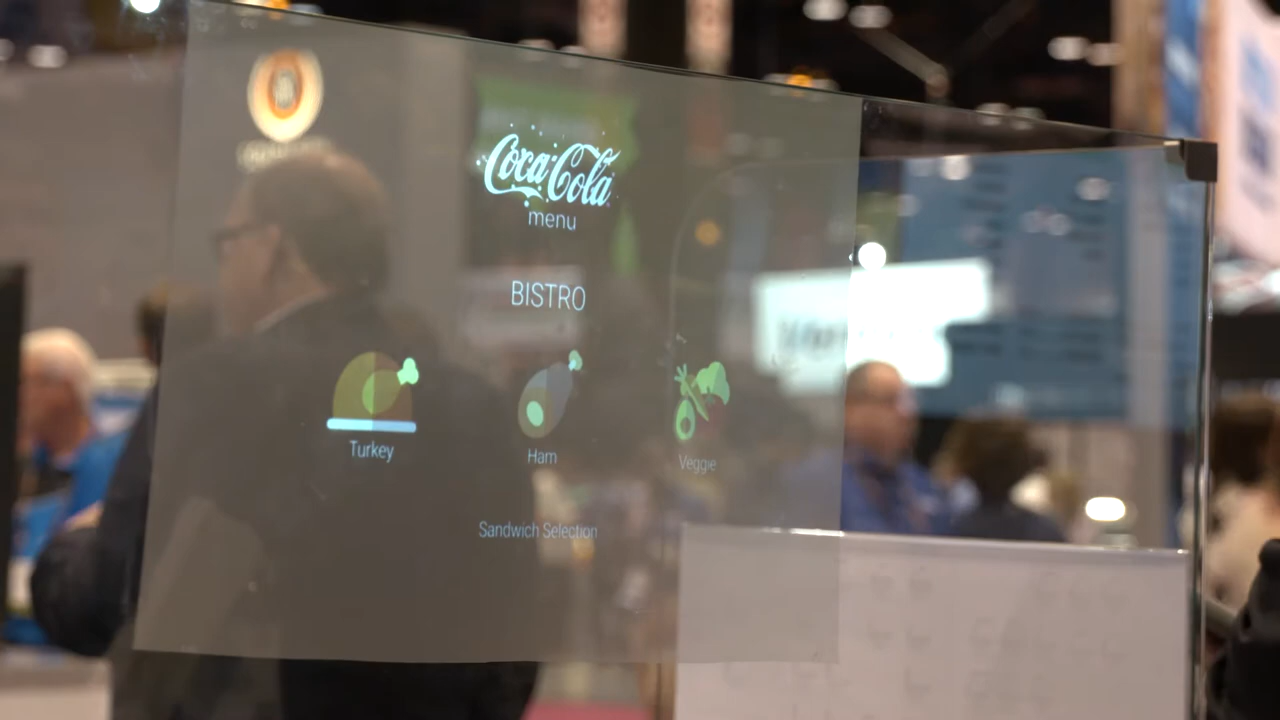 Coca-Cola
menu
BISTRO
Turkey
Ham
Veggie
Sandwich Selection